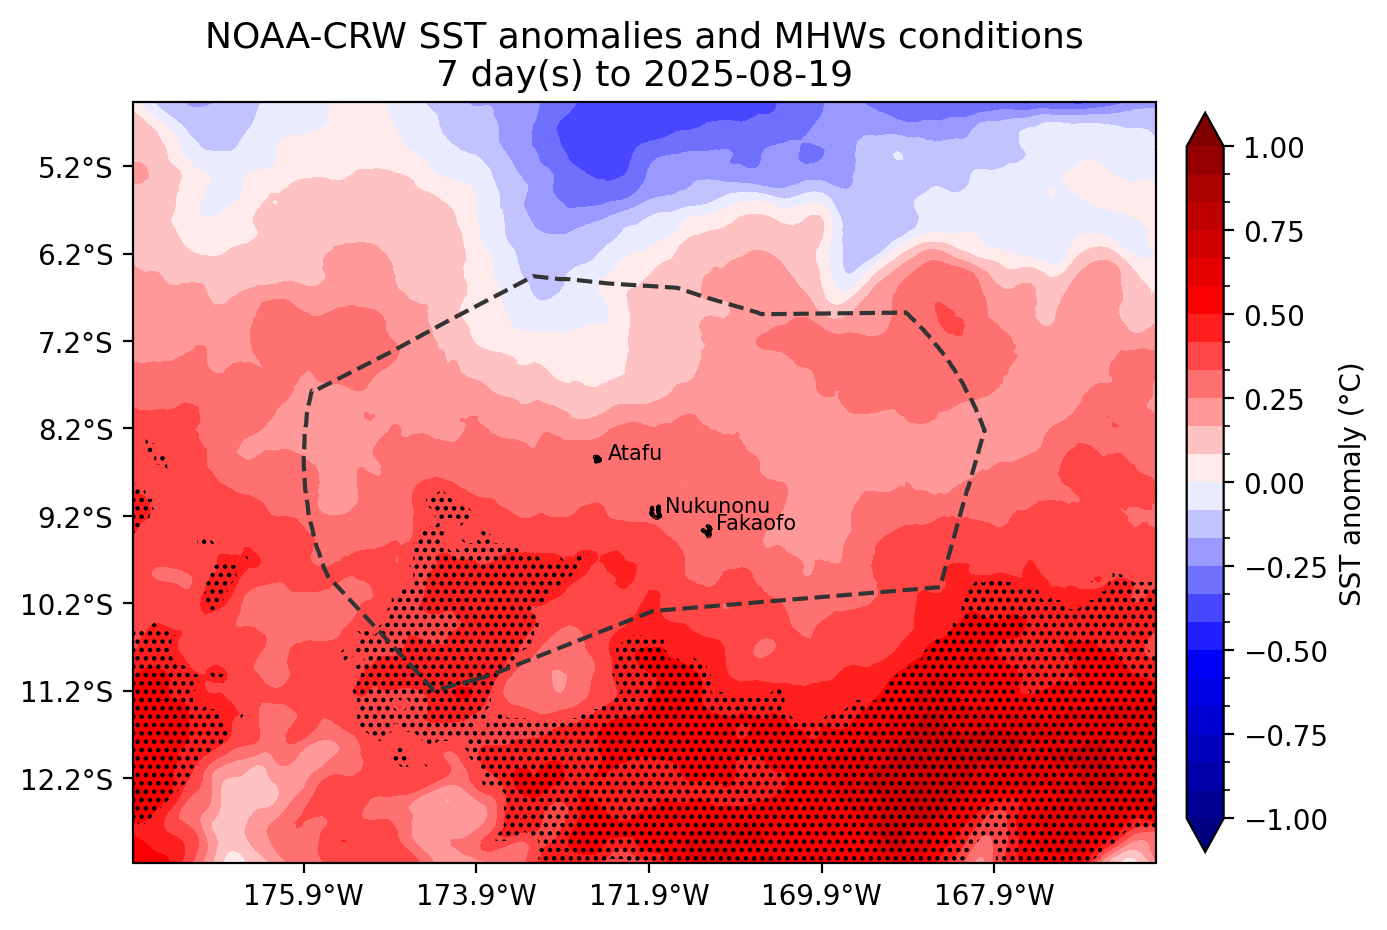 NOAA-CRW SST anomalies and MHWs conditions
7 day(s) to 2025-08-19
5.2°S
6.2°S
7.2°S
8.2°S
9.2°S
10.2°S
11.2°S
12.2°S
Atafu
Nukunonu
Fakaofo
175.9°W
173.9°W
171.9°W
169.9°W
167.9°W
1.00
0.75
0.50
0.25
0.00
−0.25
−0.50
−0.75
−1.00
SST anomaly (°C)